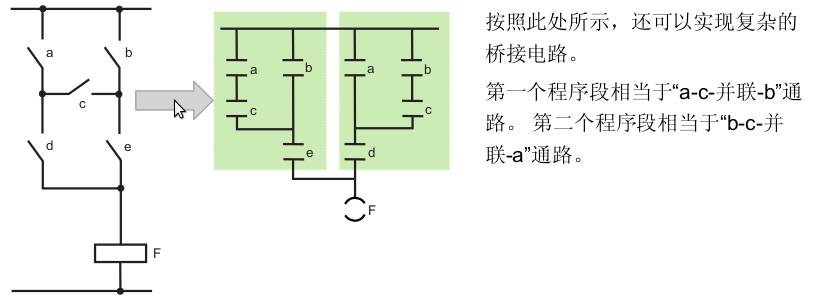 a
b
c
d
e
F
a
b
a
b
c
c
e
d
F
按照此处所示，还可以实现复杂的
桥接电路。
第一个程序段相当于“a-c-并联-b”通
路。 第二个程序段相当于“b-c-并
联-a”通路。